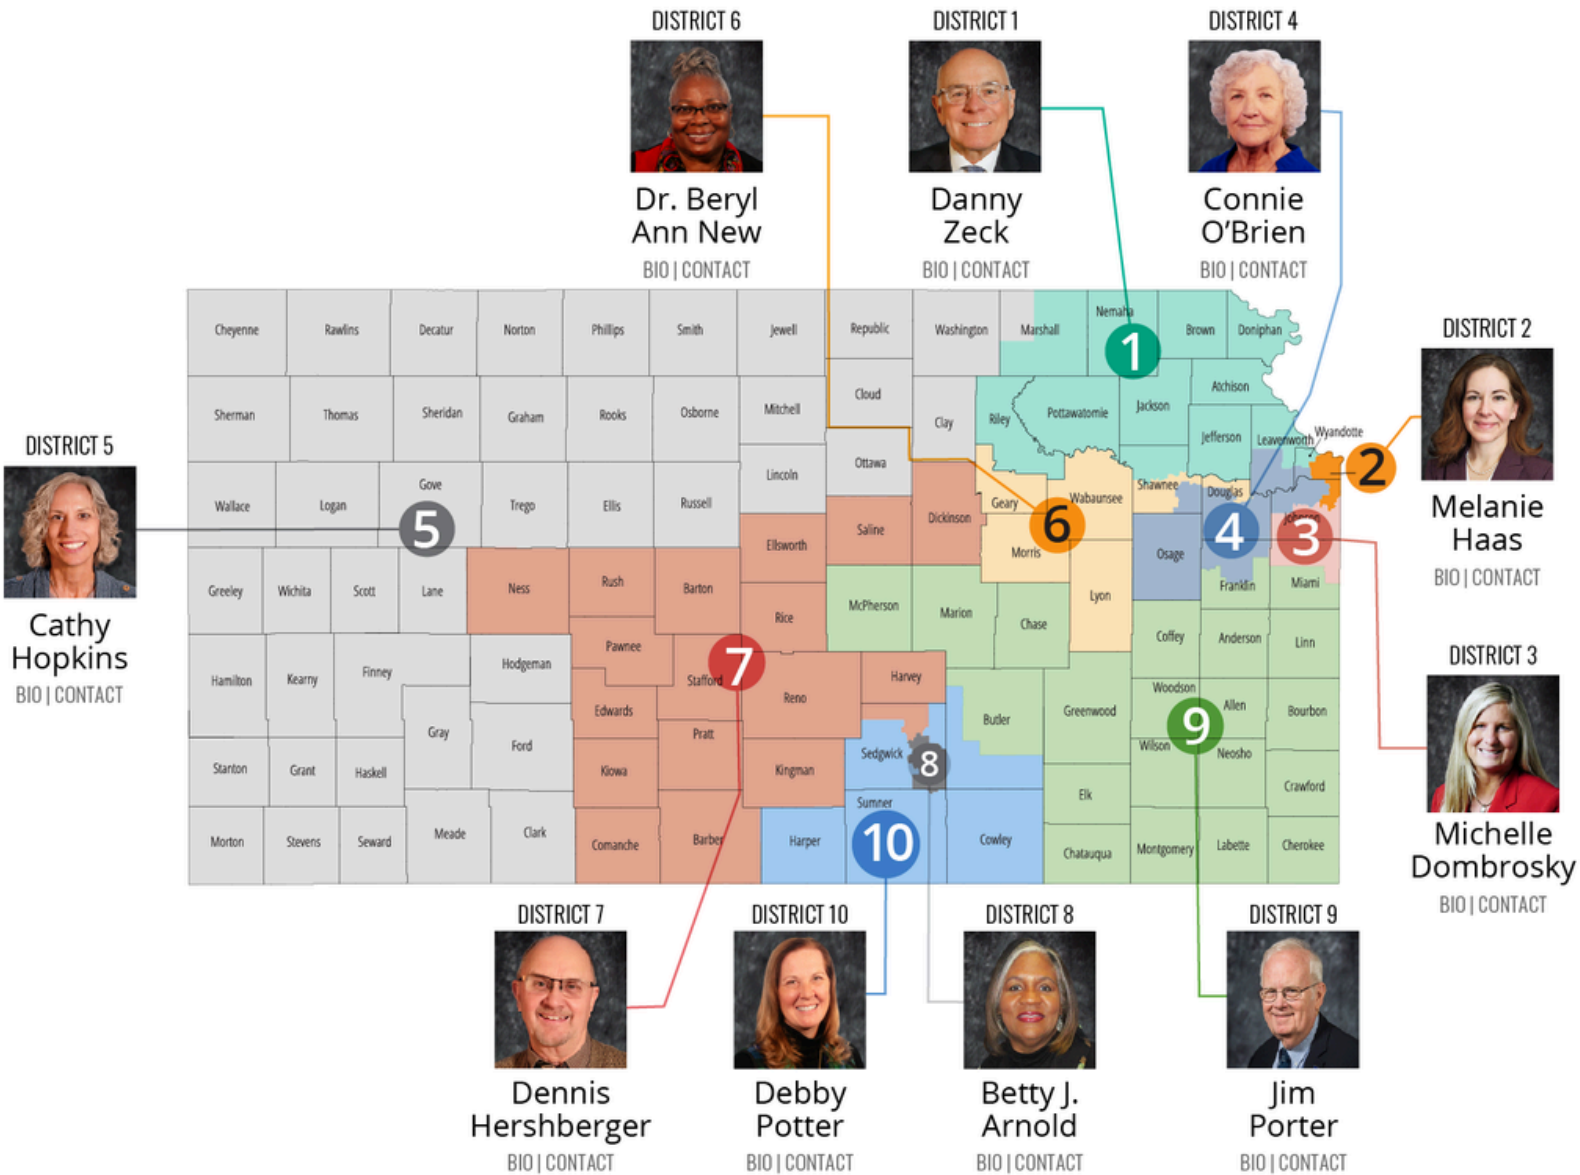 DISTRICT 6
Dr. Beryl
Ann New
BIO | CONTACT
DISTRICT 1
Danny
Zeck
BIO | CONTACT
DISTRICT 4
Connie
O'Brien
BIO | CONTACT
DISTRICT 2
Melanie
Haas
BIO | CONTACT
DISTRICT 5
Cathy
Hopkins
BIO | CONTACT
DISTRICT 3
Michelle
Dombrosky
BIO | CONTACT
Cheyenne
Rawlins
Decatur
Norton
Phillips
Smith
Jewell
Republic
Washington
Marshall
Nemaha
Brown
Doniphan
1
Sherman
Thomas
Sheridan
Graham
Rooks
Osborne
Mitchell
Cloud
Clay
Riley
Pottawatomie
Jackson
Atchison
Jefferson
Leavenworth
Wyandotte
2
Wallace
Logan
Gove
Trego
Ellis
Russell
Lincoln
Ottawa
5
Saline
Dickinson
Geary
Wabaunsee
Shawnee
Douglas
Johnson
6
4
3
Ellsworth
Morris
Osage
Greeley
Wichita
Scott
Lane
Ness
Rush
Barton
Rice
McPherson
Marion
Chase
Lyon
Franklin
Miami
Coffey
Anderson
Linn
Hamilton
Kearny
Finney
Hodgeman
Pawnee
Stafford
7
Reno
Harvey
Edwards
Butler
Greenwood
Woodson
Allen
Bourbon
9
Gray
Ford
Pratt
Sedgwick
8
Wilson
Neosho
Stanton
Grant
Haskell
Kiowa
Kingman
Crawford
Elk
Sumner
10
Morton
Stevens
Seward
Meade
Clark
Comanche
Barber
Harper
Cowley
Chatauqua
Montgomery
Labette
Cherokee
DISTRICT 7
Dennis
Hershberger
BIO | CONTACT
DISTRICT 10
Debby
Potter
BIO | CONTACT
DISTRICT 8
Betty J.
Arnold
BIO | CONTACT
DISTRICT 9
Jim
Porter
BIO | CONTACT